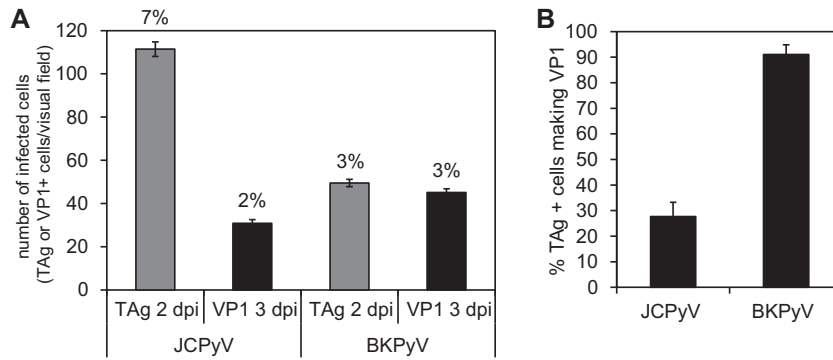 A
number of infected cells
(TAg or VP1+ cells/visual field)
120
100
80
60
40
20
0
7%
2%
3%
3%
TAg 2 dpi
VP1 3 dpi
TAg 2 dpi
VP1 3 dpi
JCPyV
BKPyV
B
% TAg + cells making VP1
100
90
80
70
60
50
40
30
20
10
0
JCPyV
BKPyV